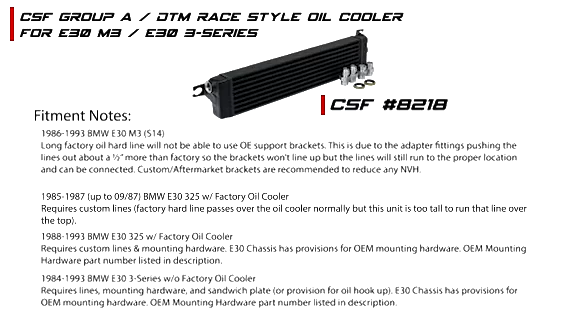 CSF GROUP A / DTM RACE STYLE OIL COOLER
FOR E30 M3 / E30 3-SERIES
CSF #8218
Fitment Notes:
1986-1993 BMW E30 M3 (S14)
Long factory oil hard line will not be able to use OE support brackets. This is due to the adapter fittings pushing the
lines out about a ½" more than factory so the brackets won't line up but the lines will still run to the proper location
and can be connected. Custom/Aftermarket brackets are recommended to reduce any NVH.
1985-1987 (up to 09/87) BMW E30 325 w/ Factory Oil Cooler
Requires custom lines (factory hard line passes over the oil cooler normally but this unit is too tall to run that line over
the top).
1988-1993 BMW E30 325 w/ Factory Oil Cooler
Requires custom lines & mounting hardware. E30 Chassis has provisions for OEM mounting hardware. OEM Mounting
Hardware part number listed in description.
1984-1993 BMW E30 3-Series w/o Factory Oil Cooler
Requires lines, mounting hardware, and sandwich plate (or provision for oil hook up). E30 Chassis has provisions for
OEM mounting hardware. OEM Mounting Hardware part number listed in description.